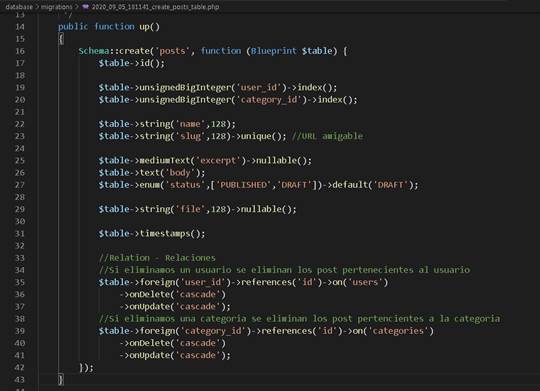 database > migrations > 2020_09_05_181141_create_posts_table.php
13 */
14 public function up()
15 {
16 Schema::create('posts', function (Blueprint $table) {
17 $table->id();
18
19 $table->unsignedBigInteger('user_id')->index();
20 $table->unsignedBigInteger('category_id')->index();
21
22 $table->string('name',128);
23 $table->string('slug',128)->unique(); //URL amigable
24
25 $table->mediumText('excerpt')->nullable();
26 $table->text('body');
27 $table->enum('status',['PUBLISHED','DRAFT'])->default('DRAFT');
28
29 $table->string('file',128)->nullable();
30
31 $table->timestamps();
32
33 //Relation - Relaciones
34 //Si eliminamos un usuario se eliminan los post pertenecientes al usuario
35 $table->foreign('user_id')->references('id')->on('users')
36 ->onDelete('cascade')
37 ->onUpdate('cascade');
38 //Si eliminamos una categoria se eliminan los post pertencientes a la categoria
39 $table->foreign('category_id')->references('id')->on('categories')
40 ->onDelete('cascade')
41 ->onUpdate('cascade');
42 });
43 }